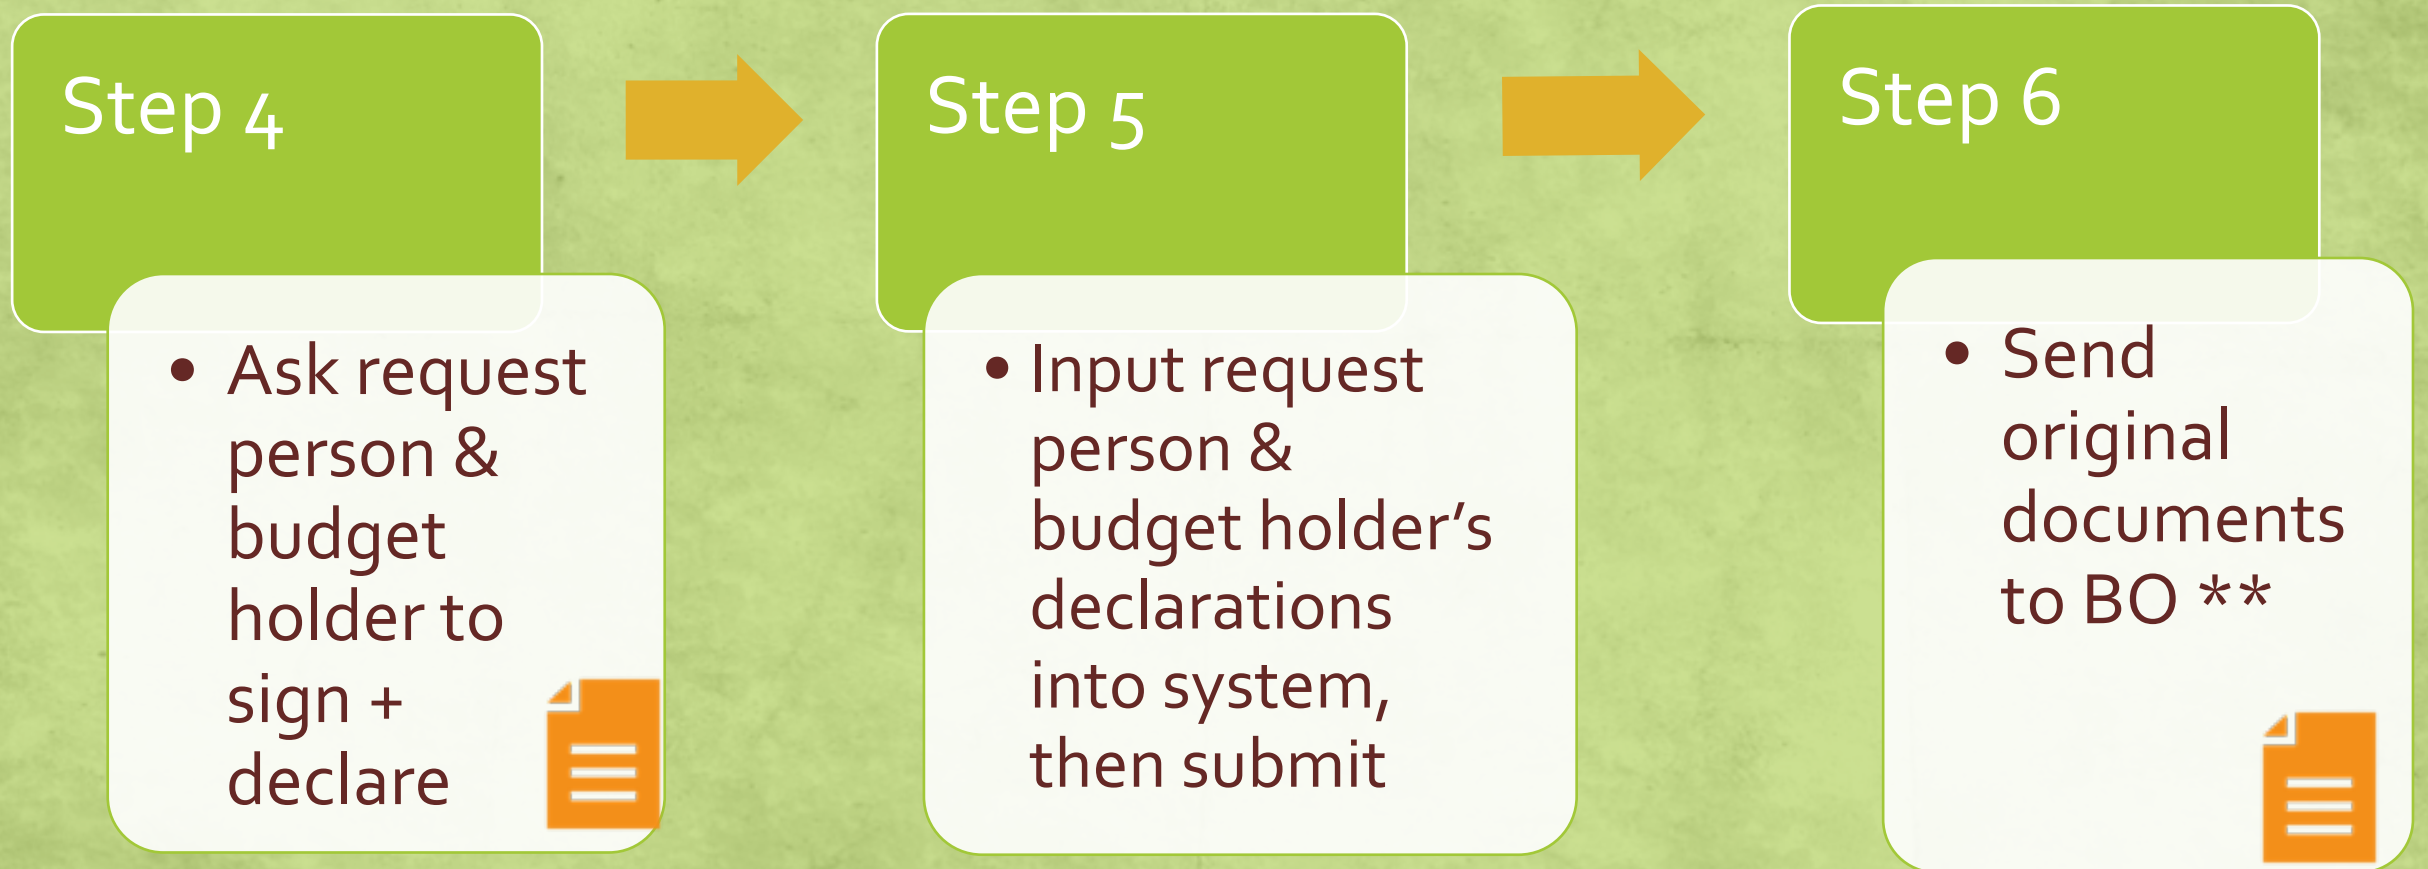 Step 4
• Ask request
person &
budget
holder to
sign +
declare
Step 5
• Input request
person &
budget holder’s
declarations
into system,
then submit
Step 6
• Send
original
documents
to BO **